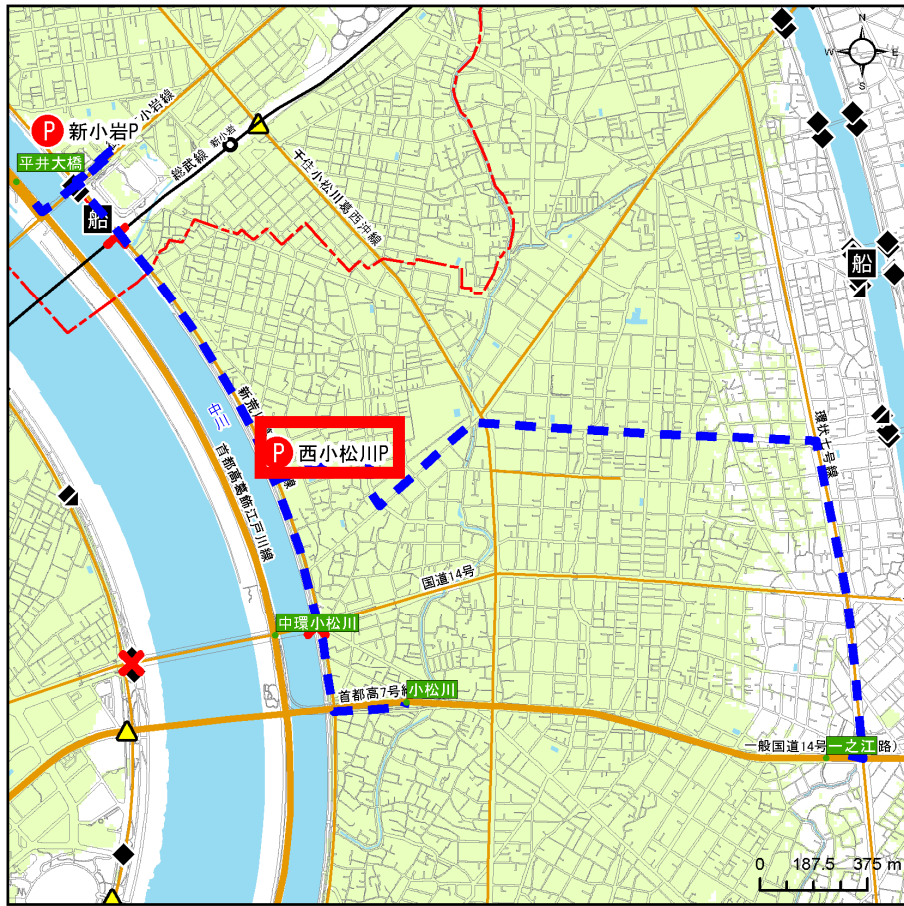 N
W E
S
P 新小岩P
小岩線
平井大橋
新小岩
総武線
船
千住小松川葛西沖線
船
中川
新荒川
線
首都高葛飾江戸川線
P 西小松川P
環状七号線
国道14号
中環小松川
首都高7号線
小松川
一般国道14号
一之江
路）
0 187.5 375 m